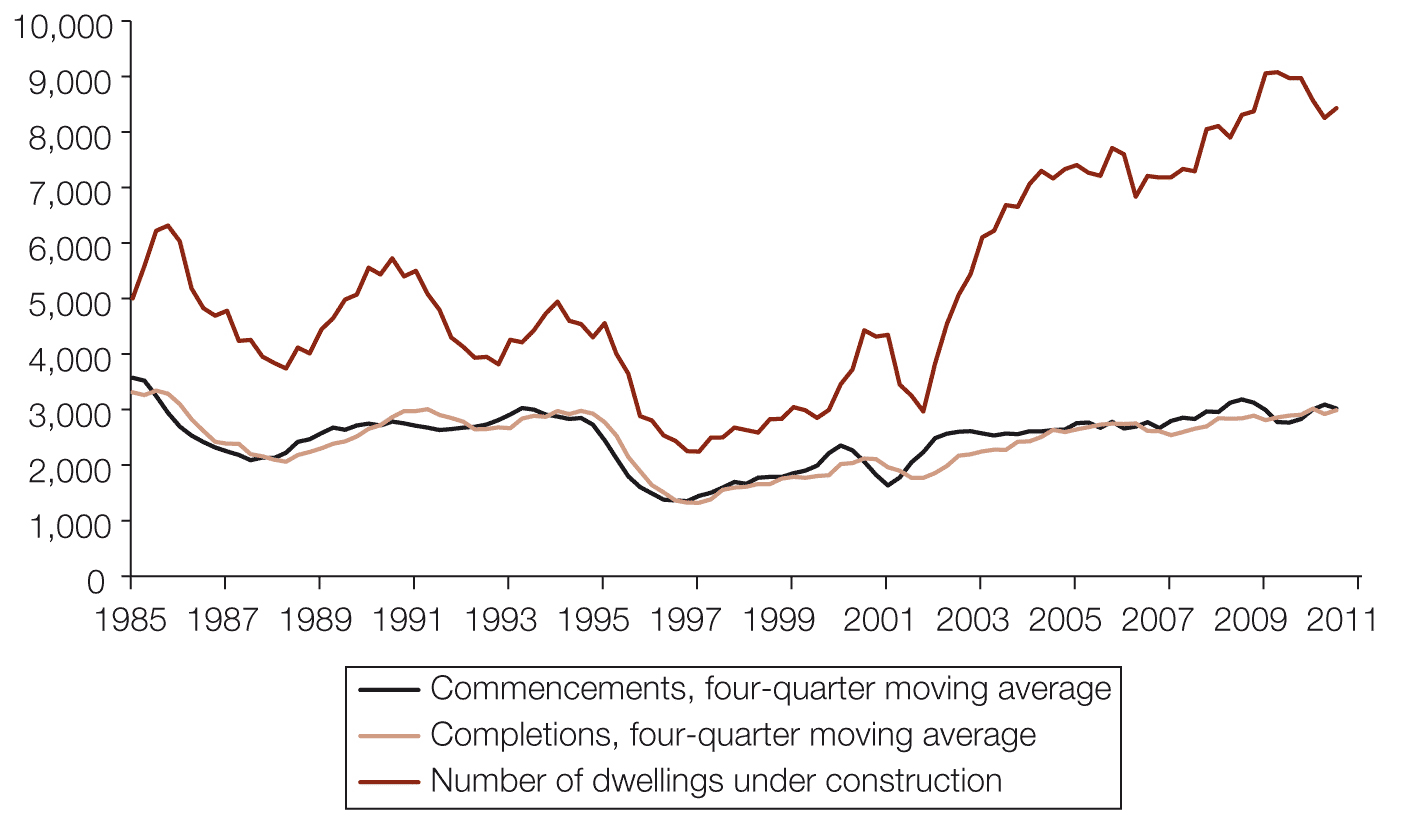 10,000
9,000
8,000
7,000
6,000
5,000
4,000
3,000
2,000
1,000
0
1985 1987 1989 1991 1993 1995 1997 1999 2001 2003 2005 2007 2009 2011
Commencements, four-quarter moving average
Completions, four-quarter moving average
Number of dwellings under construction